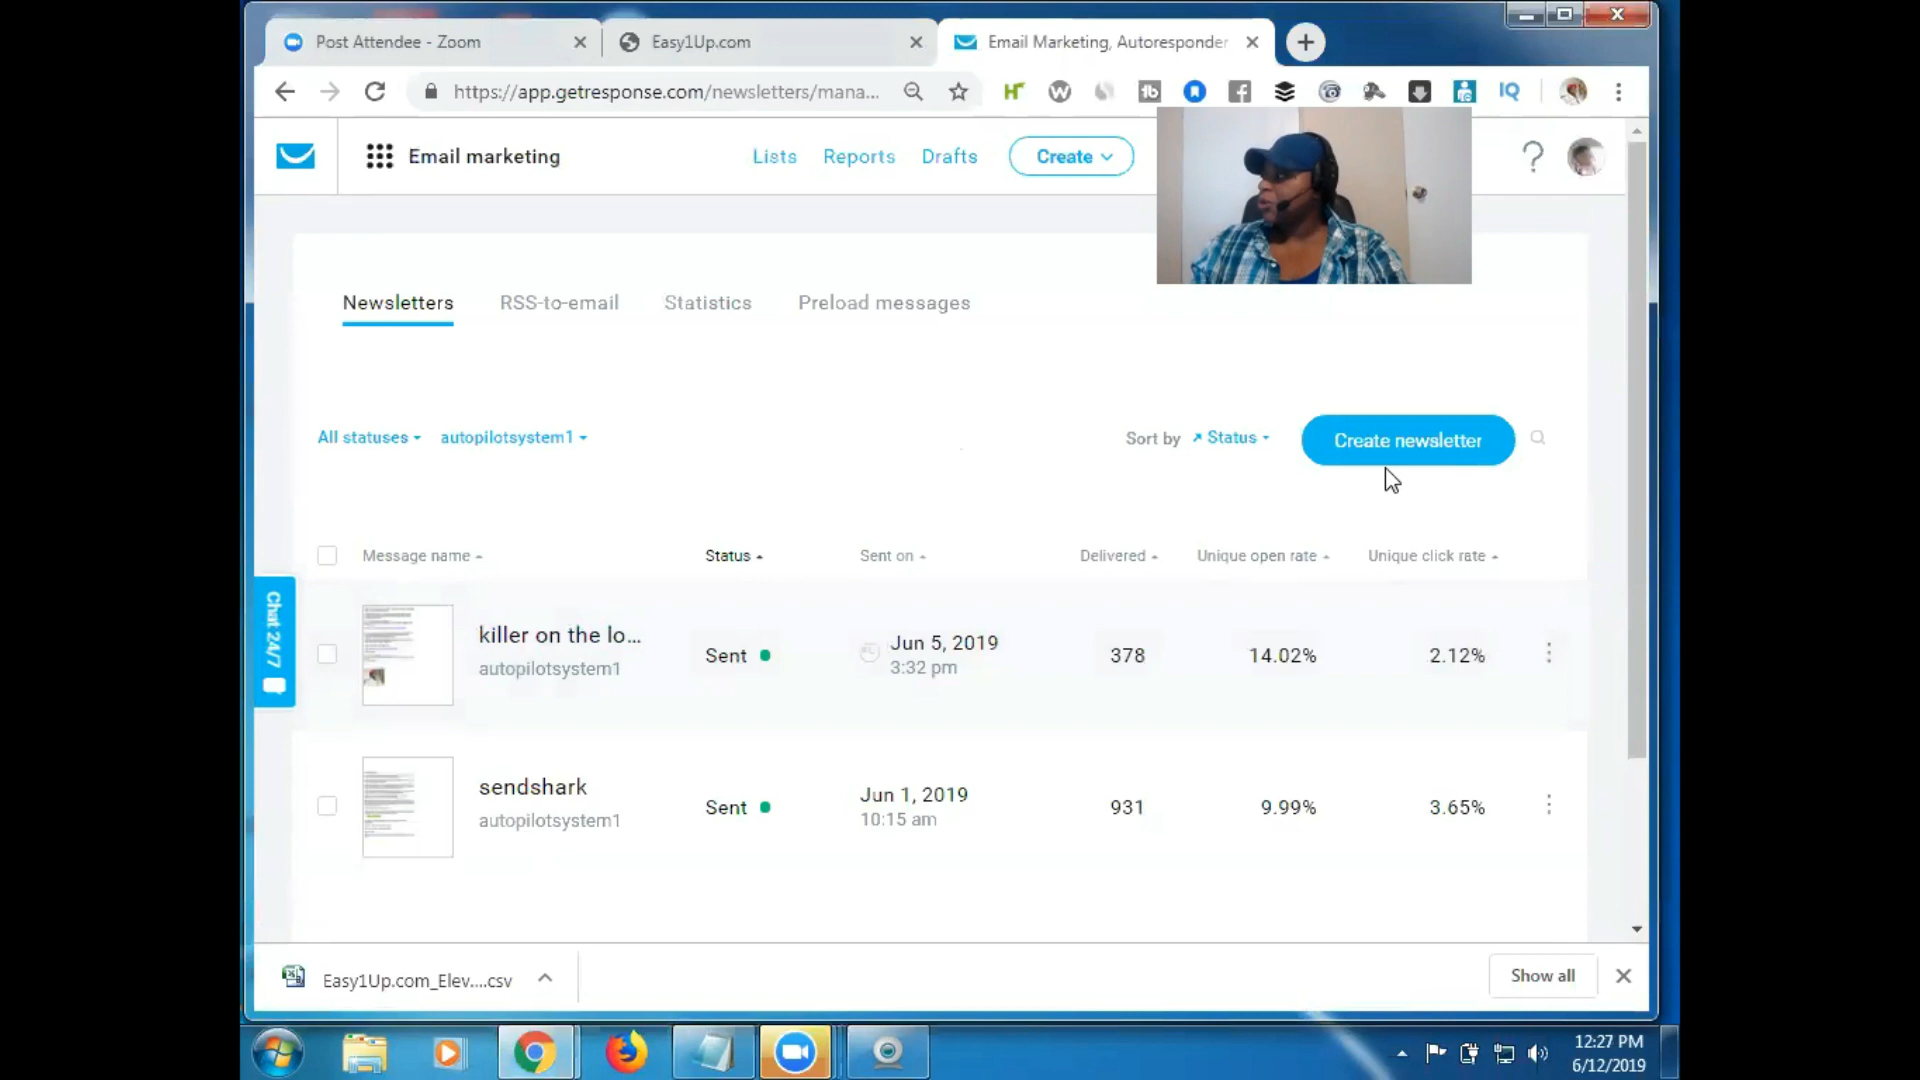 Post Attendee - Zoom
Easy1Up.com
Email Marketing, Autoresponder
https://app.getresponse.com/newsletters/mana...
H
W
tb
IQ
Email marketing
Lists
Reports
Drafts
Create
?
Newsletters
RSS-to-email
Statistics
Preload messages
All statuses
autopilotsystem1
Sort by
Status
Create newsletter
Message name
Status
Sent on
Delivered
Unique open rate
Unique click rate
Chat 24/7
killer on the lo...
autopilotsystem1
Sent
Jun 5, 2019
3:32 pm
378
14.02%
2.12%
sendshark
autopilotsystem1
Sent
Jun 1, 2019
10:15 am
931
9.99%
3.65%
Easy1Up.com_Elev....csv
Show all
12:27 PM
6/12/2019